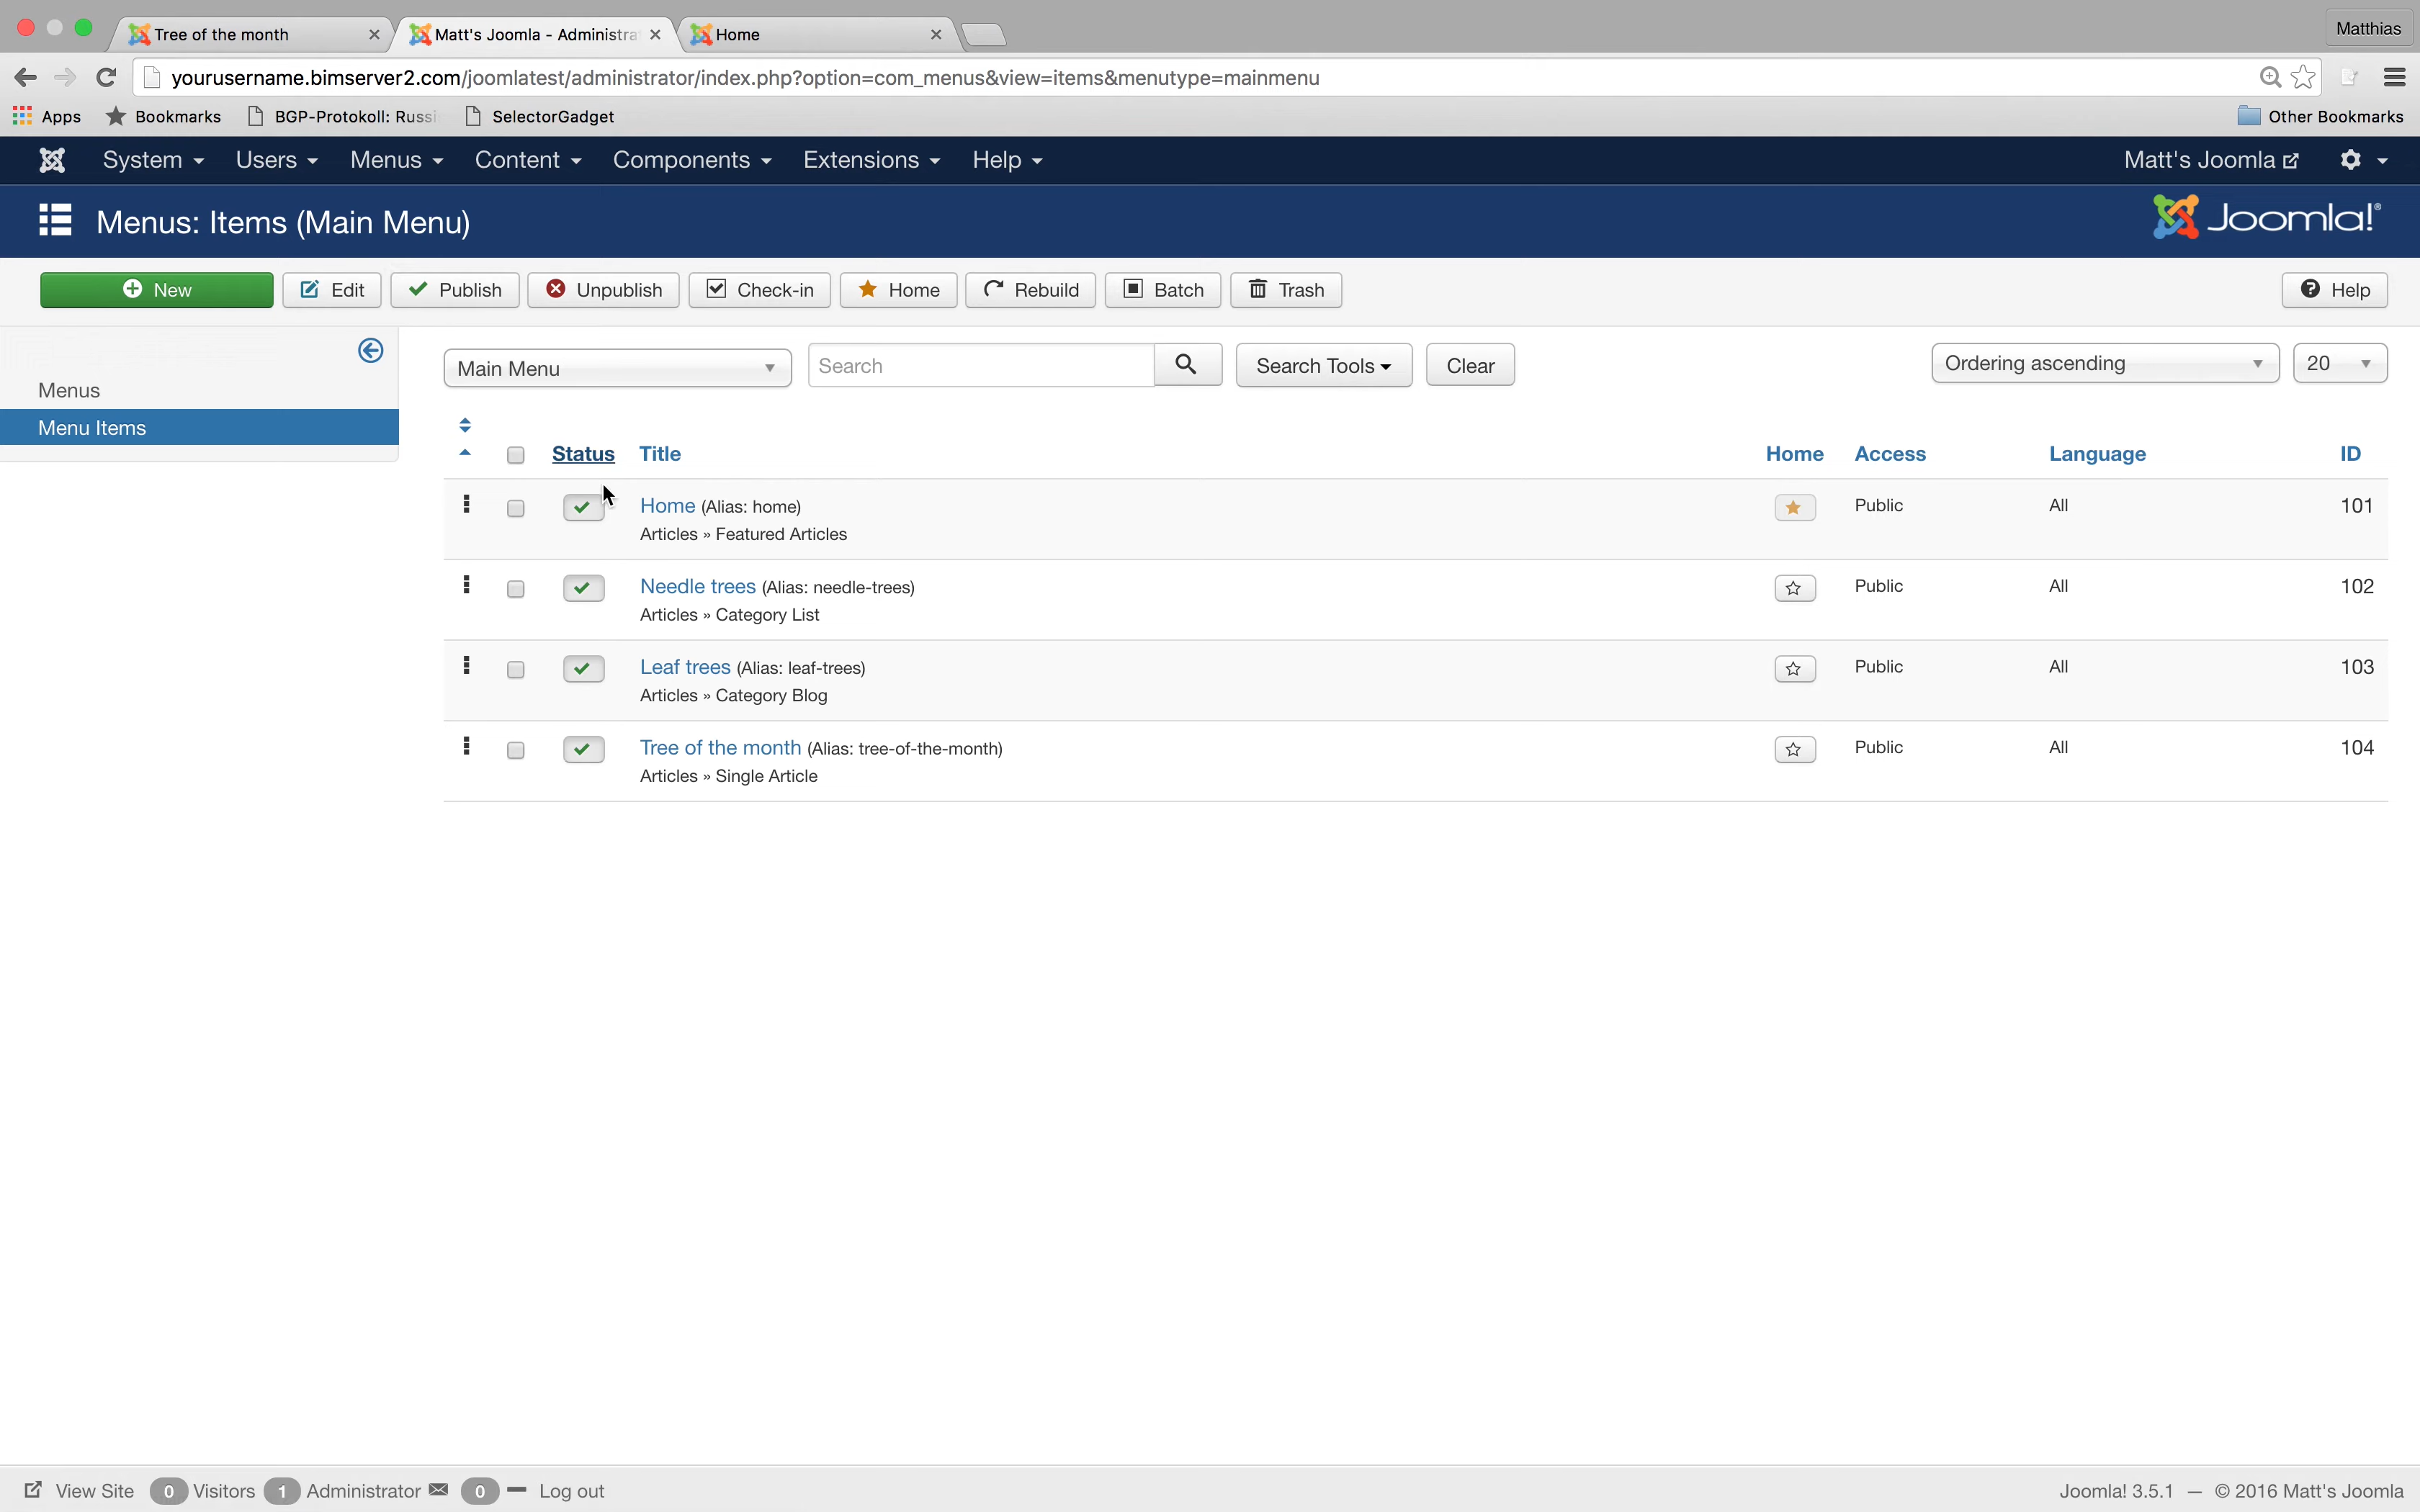 Tree of the month
Matt's Joomla - Administra
Home
Matthias
yourusername.bimserver2.com/joomlatest/administrator/index.php?option=com_menus&view=items&menutype=mainmenu
Apps
Bookmarks
BGP-Protokoll: Russi
SelectorGadget
Other Bookmarks
System
Users
Menus
Content
Components
Extensions
Help
Matt's Joomla
Menus: Items (Main Menu)
Joomla!®
New
Edit
Publish
Unpublish
Check-in
Home
Rebuild
Batch
Trash
Help
Menus
Menu Items
Main Menu
Search
Search Tools
Clear
Ordering ascending
20
Status
Title
Home
Access
Language
ID
Home (Alias: home)
Public
All
101
Articles » Featured Articles
Needle trees (Alias: needle-trees)
Public
All
102
Articles » Category List
Leaf trees (Alias: leaf-trees)
Public
All
103
Articles » Category Blog
Tree of the month (Alias: tree-of-the-month)
Public
All
104
Articles » Single Article
View Site
0 Visitors
1 Administrator
0
Log out
Joomla! 3.5.1 — © 2016 Matt's Joomla